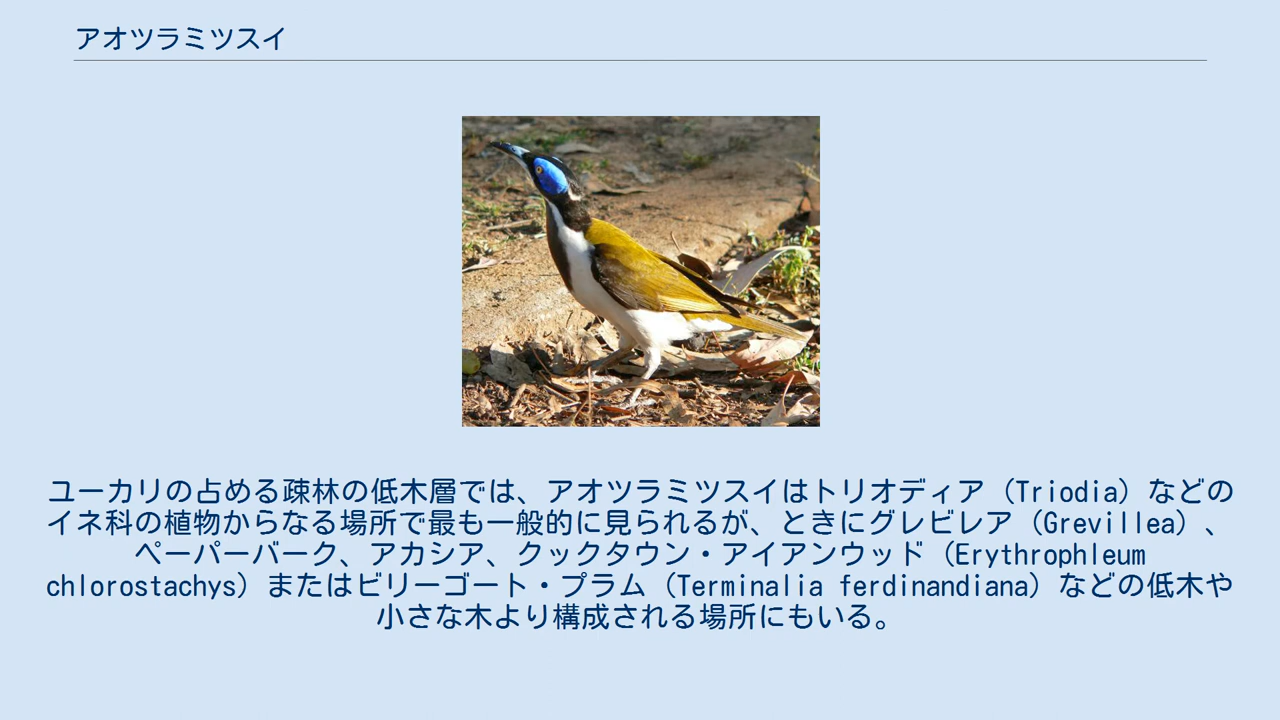 アオツラミツスイ
ユーカリの占める疎林の低木層では、アオツラミツスイはトリオディア（Triodia）などの
イネ科の植物からなる場所で最も一般的に見られるが、ときにグレビレア（Grevillea）、
ペーパーバーク、アカシア、クックタウン・アイアンウッド（Erythrophleum
chlorostachys）またはビリーゴート・プラム（Terminalia ferdinandiana）などの低木や
小さな木より構成される場所にもいる。